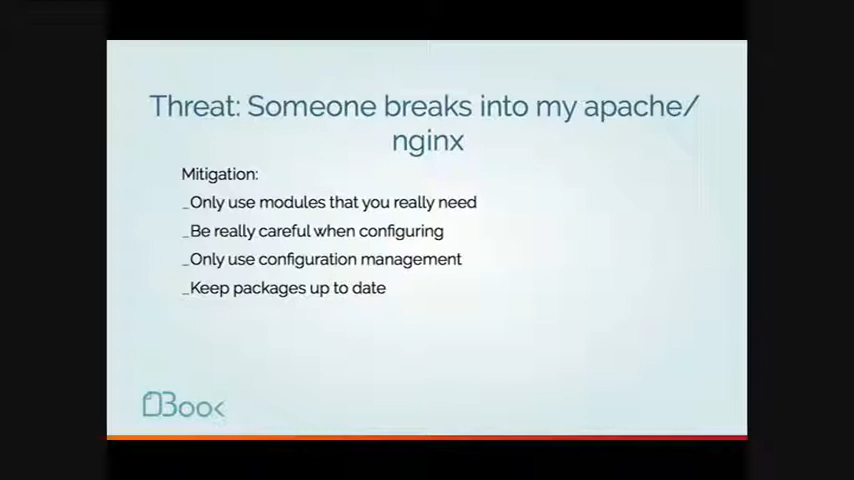 Threat: Someone breaks into my apache/
nginx
Mitigation:
_Only use modules that you really need
_Be really careful when configuring
_Only use configuration management
_Keep packages up to date
Book